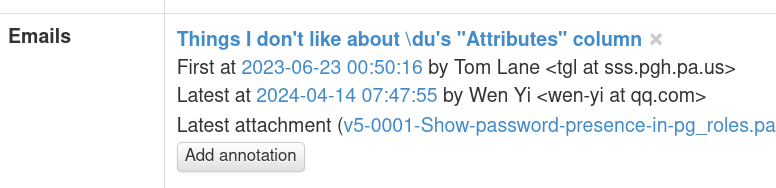 Emails
Things I don't like about \du's "Attributes" column ×
First at 2023-06-23 00:50:16 by Tom Lane <tgl at sss.pgh.pa.us>
Latest at 2024-04-14 07:47:55 by Wen Yi <wen-yi at qq.com>
Latest attachment (v5-0001-Show-password-presence-in-pg_roles.pa
Add annotation